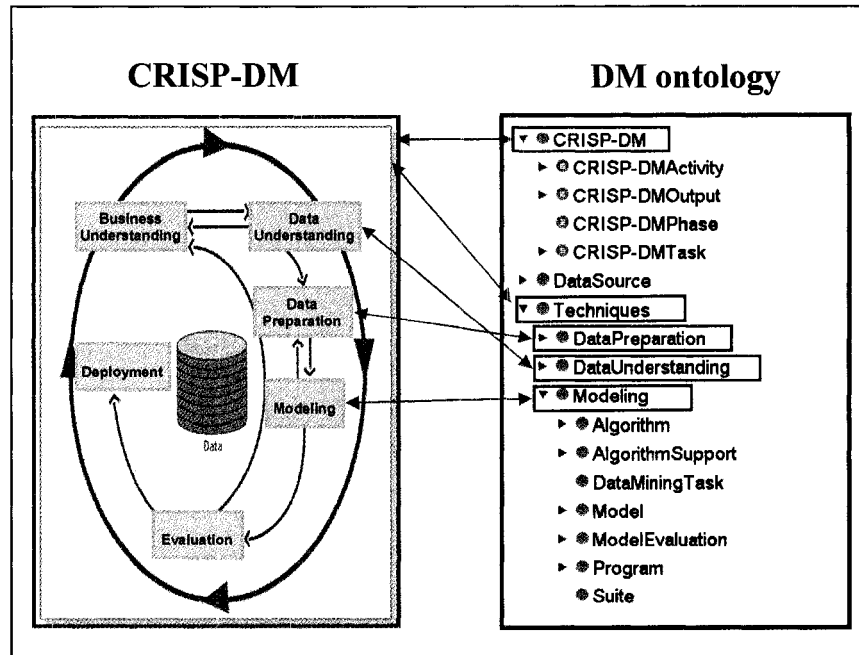 CRISP-DM
DM ontology
Business
Understanding
Data
Understanding
Data
Preparation
Deployment
Modeling
Data
Evaluation
CRISP-DM
CRISP-DMActivity
CRISP-DMOutput
CRISP-DMPhase
CRISP-DMTask
DataSource
Techniques
DataPreparation
DataUnderstanding
Modeling
Algorithm
AlgorithmSupport
DataMiningTask
Model
ModelEvaluation
Program
Suite